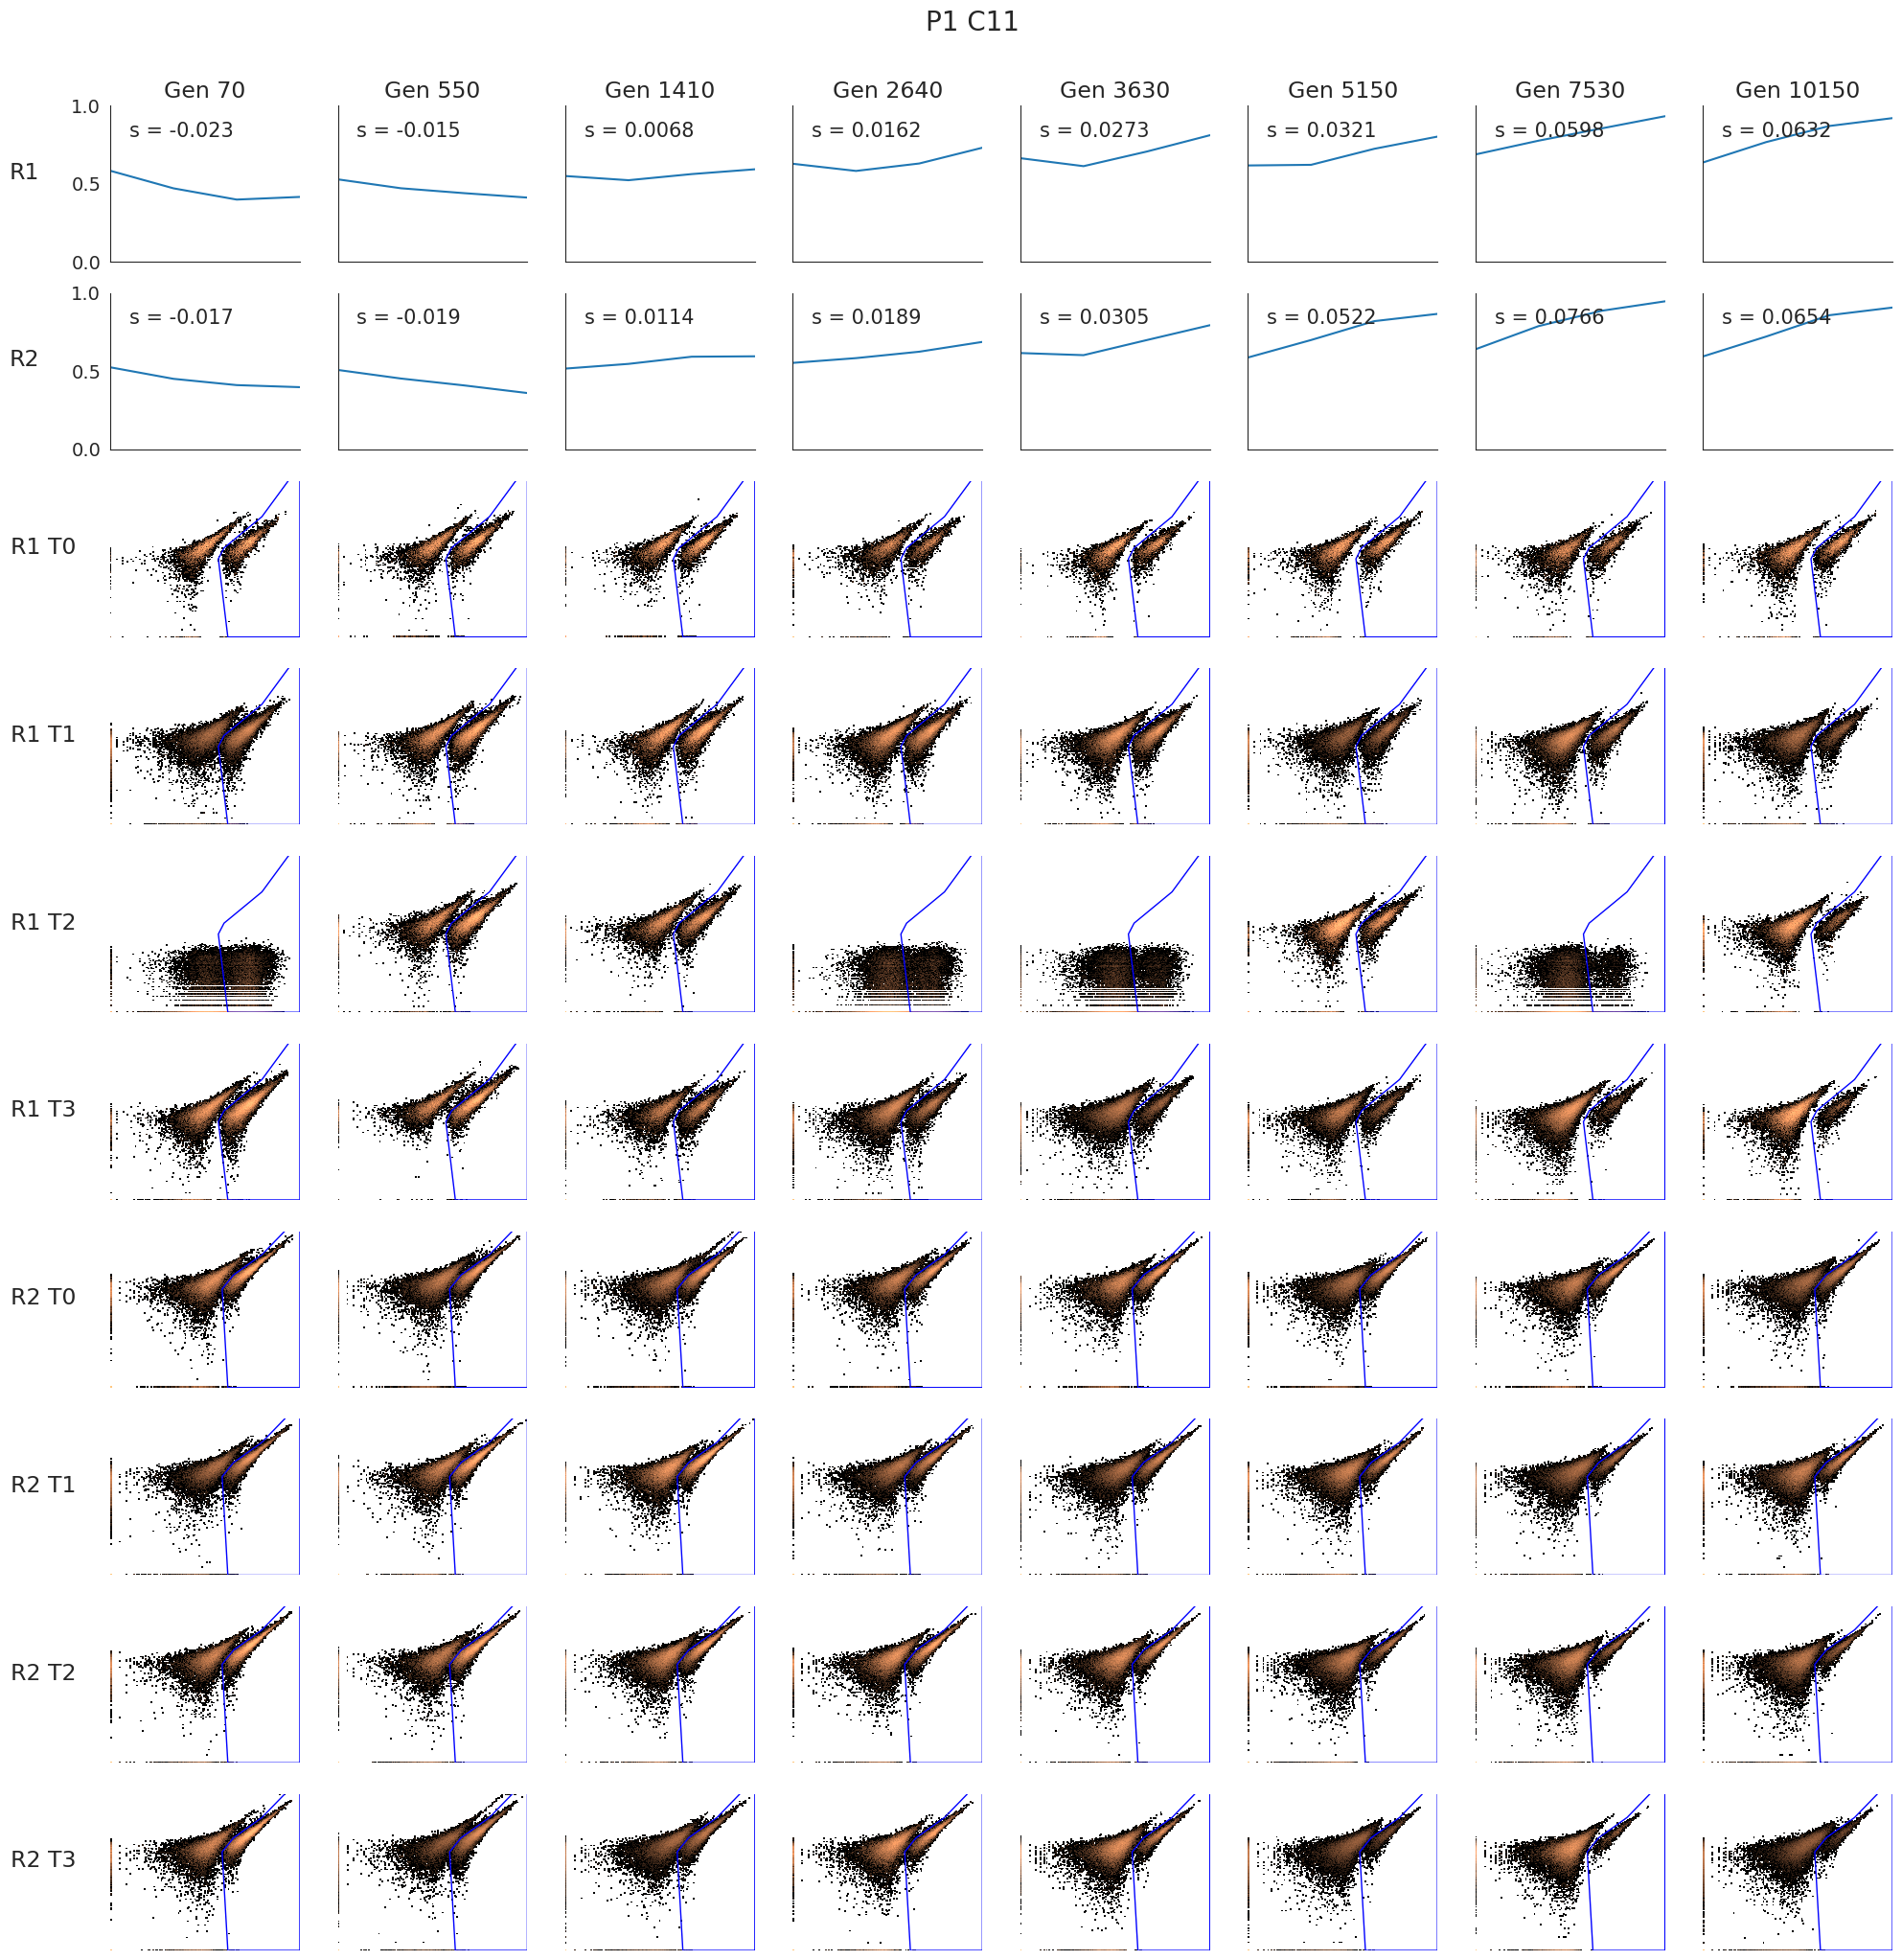 P1 C11
Gen 70 Gen 550 Gen 1410 Gen 2640 Gen 3630 Gen 5150 Gen 7530 Gen 10150
R1
1.0
0.5
0.0
s = -0.023 s = -0.015 s = 0.0068 s = 0.0162 s = 0.0273 s = 0.0321 s = 0.0598 s = 0.0632
R2
1.0
0.5
0.0
s = -0.017 s = -0.019 s = 0.0114 s = 0.0189 s = 0.0305 s = 0.0522 s = 0.0766 s = 0.0654
R1 T0
R1 T1
R1 T2
R1 T3
R2 T0
R2 T1
R2 T2
R2 T3